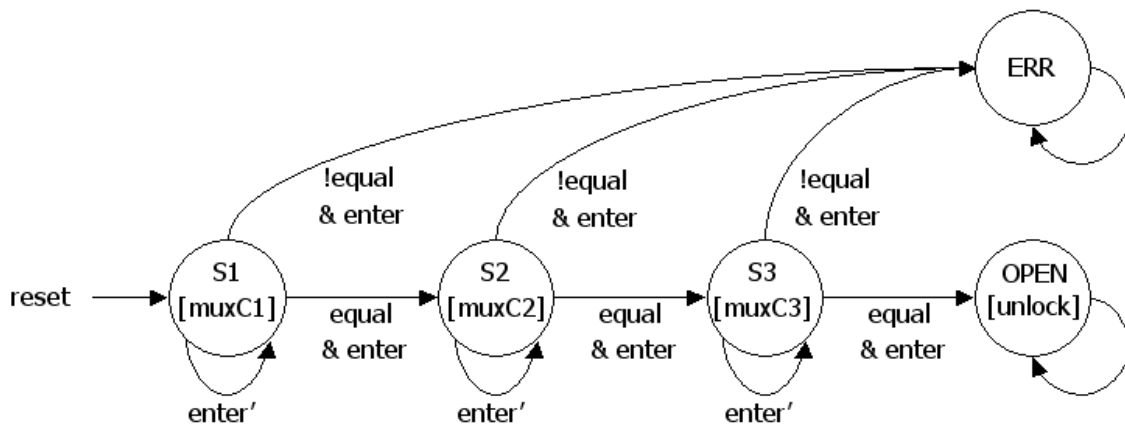 ERR
!equal
& enter
!equal
& enter
!equal
& enter
reset
S1
[muxC1]
S2
[muxC2]
S3
[muxC3]
OPEN
[unlock]
equal
& enter
equal
& enter
equal
& enter
enter′
enter′
enter′